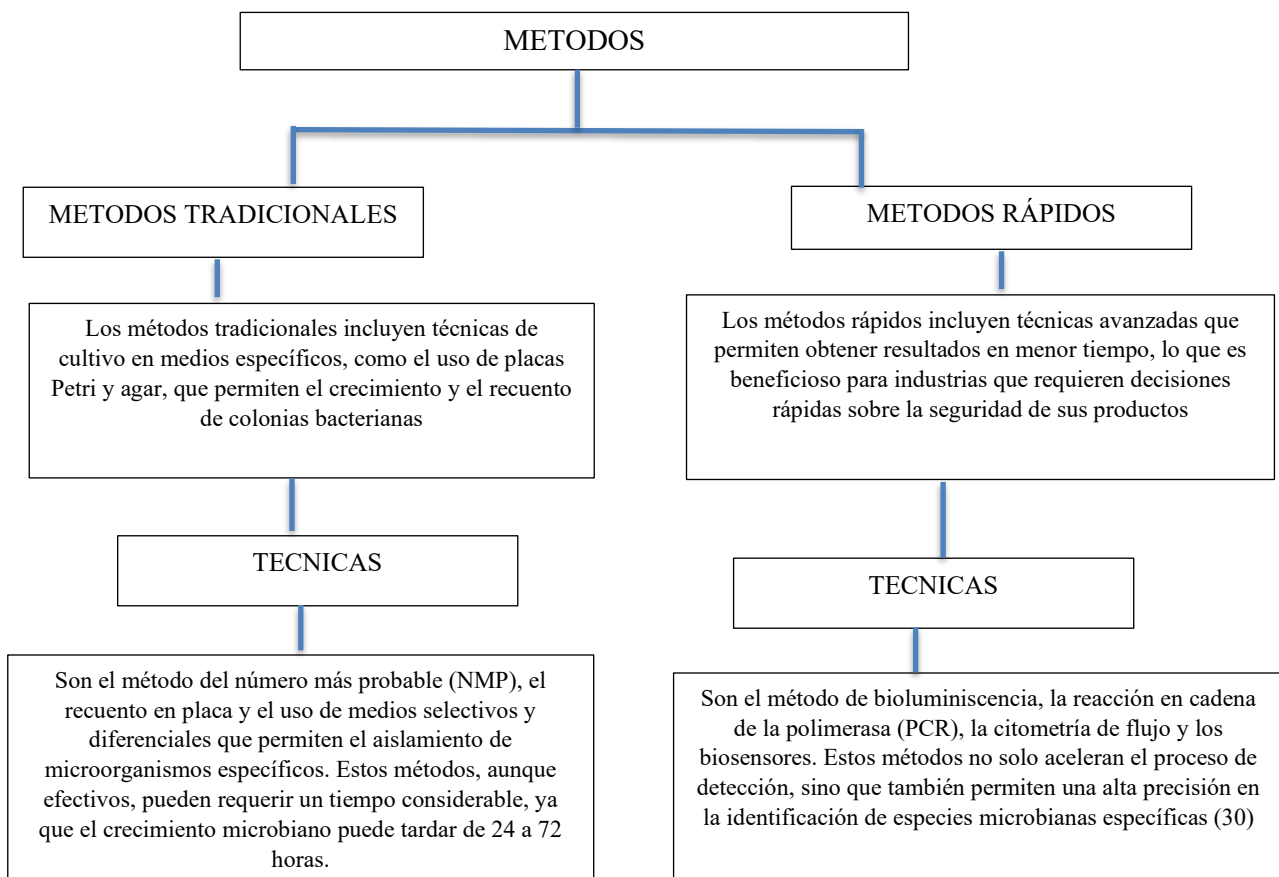 METODOS
METODOS TRADICIONALES
METODOS RÁPIDOS
Los métodos tradicionales incluyen técnicas de
cultivo en medios específicos, como el uso de placas
Petri y agar, que permiten el crecimiento y el recuento
de colonias bacterianas
Los métodos rápidos incluyen técnicas avanzadas que
permiten obtener resultados en menor tiempo, lo que es
beneficioso para industrias que requieren decisiones
rápidas sobre la seguridad de sus productos
TECNICAS
TECNICAS
Son el método del número más probable (NMP), el
recuento en placa y el uso de medios selectivos y
diferenciales que permiten el aislamiento de
microorganismos específicos. Estos métodos, aunque
efectivos, pueden requerir un tiempo considerable, ya
que el crecimiento microbiano puede tardar de 24 a 72
horas.
Son el método de bioluminiscencia, la reacción en cadena
de la polimerasa (PCR), la citometría de flujo y los
biosensores. Estos métodos no solo aceleran el proceso de
detección, sino que también permiten una alta precisión en
la identificación de especies microbianas específicas (30)